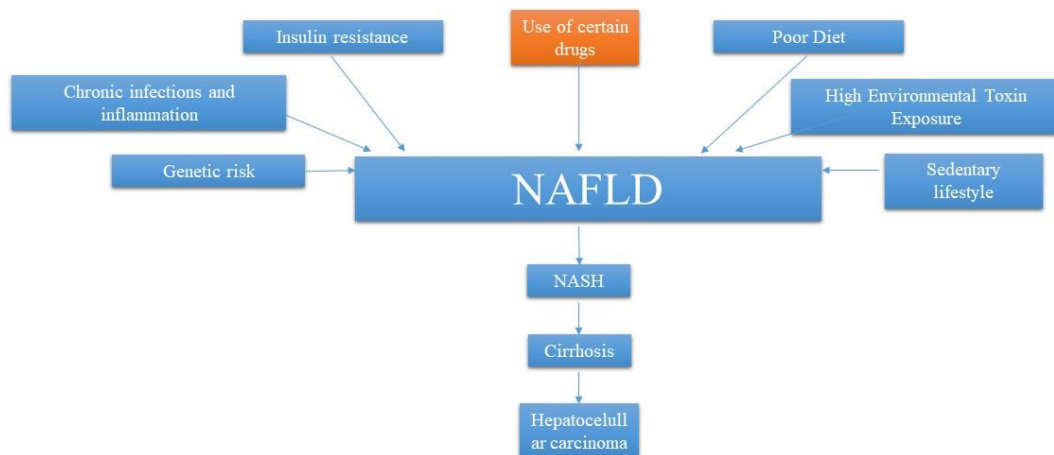 Insulin resistance
Use of certain
drugs
Poor Diet
Chronic infections and
inflammation
High Environmental Toxin
Exposure
Genetic risk
NAFLD
Sedentary
lifestyle
NASH
Cirrhosis
Hepatocelull
ar carcinoma